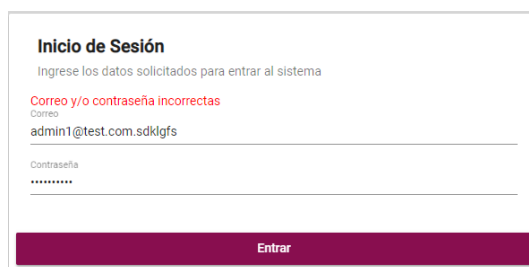 Inicio de Sesión
Ingrese los datos solicitados para entrar al sistema
Correo y/o contraseña incorrectas
Correo
admin1@test.com.sdklgfs
Contraseña
••••••••••
Entrar